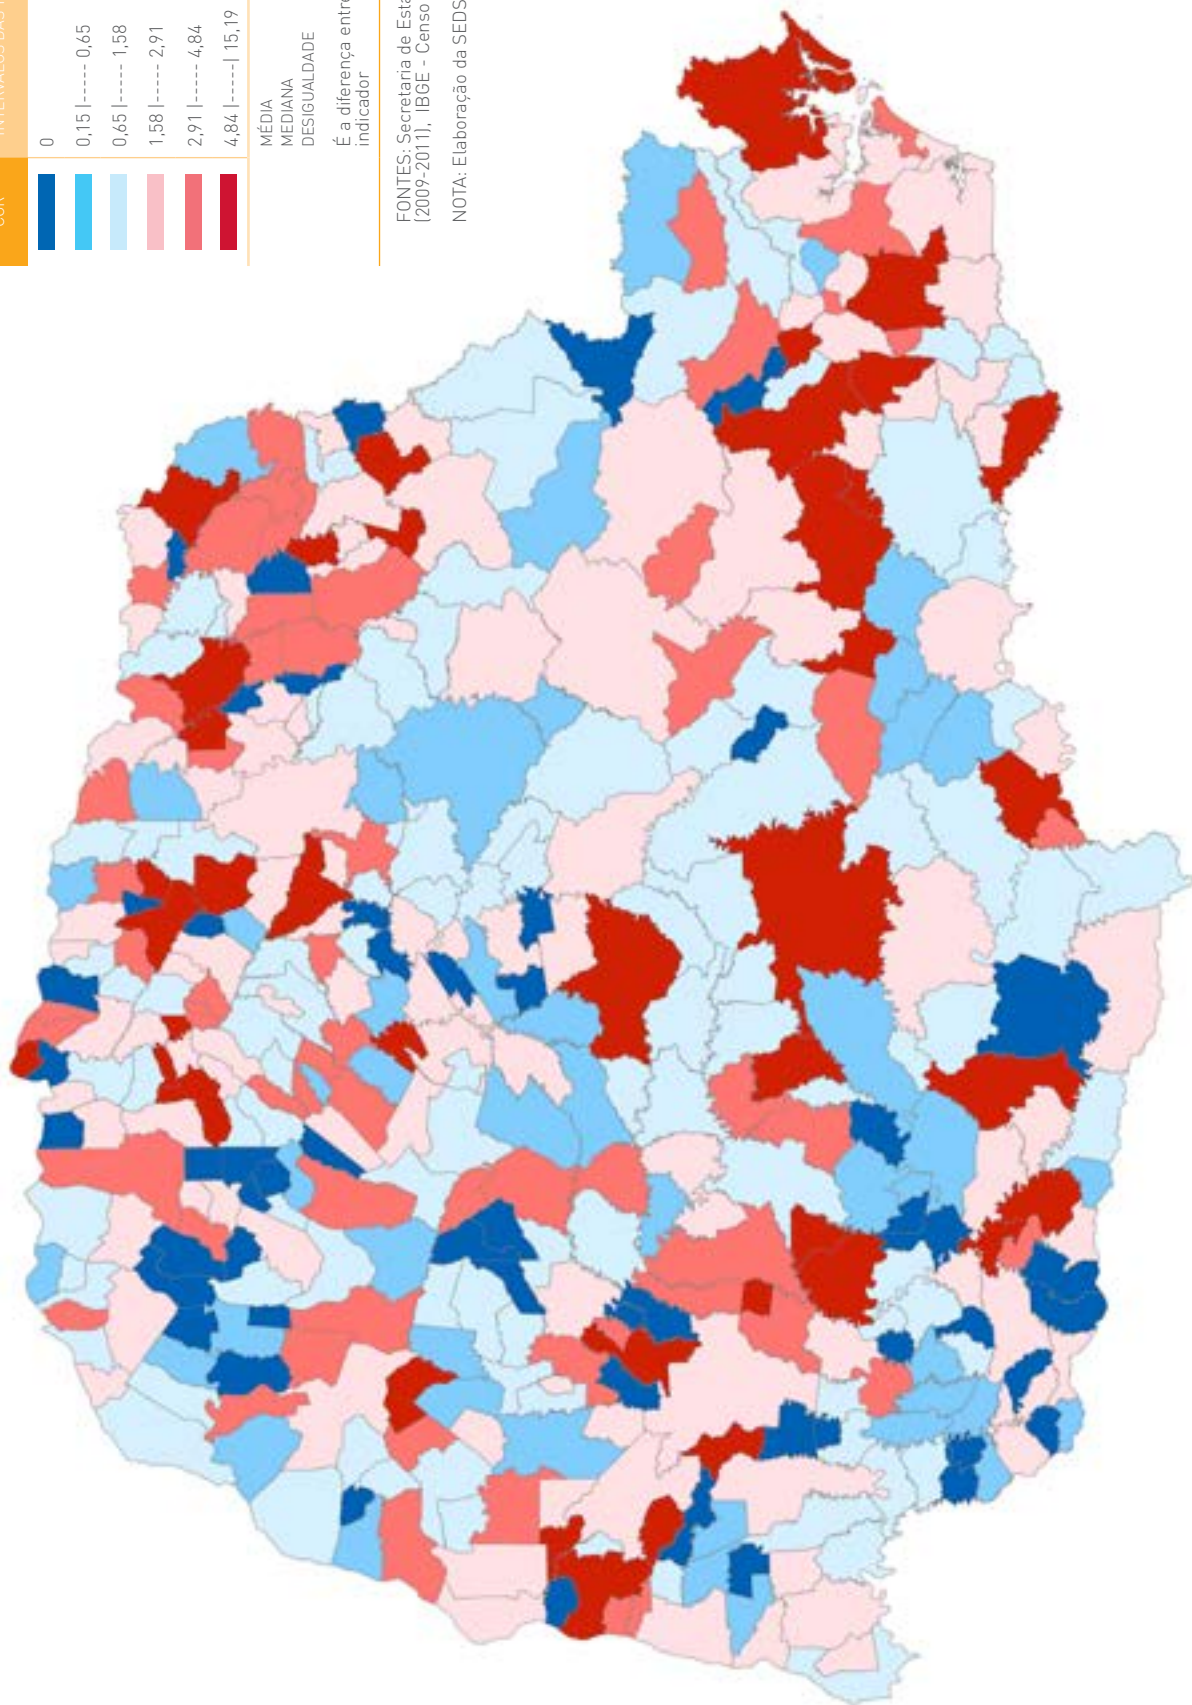 COR
INTERVALOS DAS
0
0,15 |----- 0,65
0,65 |----- 1,58
1,58 |----- 2,91
2,91 |----- 4,84
4,84 |-----| 15,19
MÉDIA
MEDIANA
DESIGUALDADE
É a diferença entre
indicador
FONTES: Secretaria de Esta
(2009-2011), IBGE - Censo
NOTA: Elaboração da SEDS